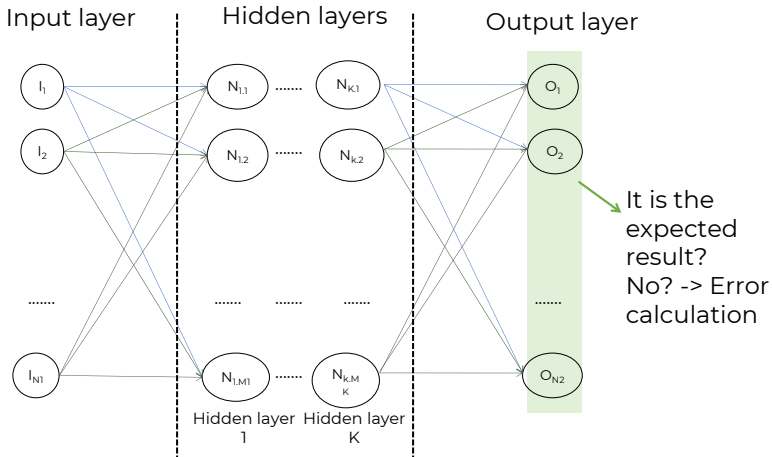 Input layer
Hidden layers
Output layer
I1
N1.1
.......
NK.1
O1
I2
N1.2
.......
Nk.2
O2
It is the
expected
result?
No? -> Error
calculation
.......
.......
.......
.......
.......
IN1
N1.M1
.......
Nk.M
K
ON2
Hidden layer
1
Hidden layer
K